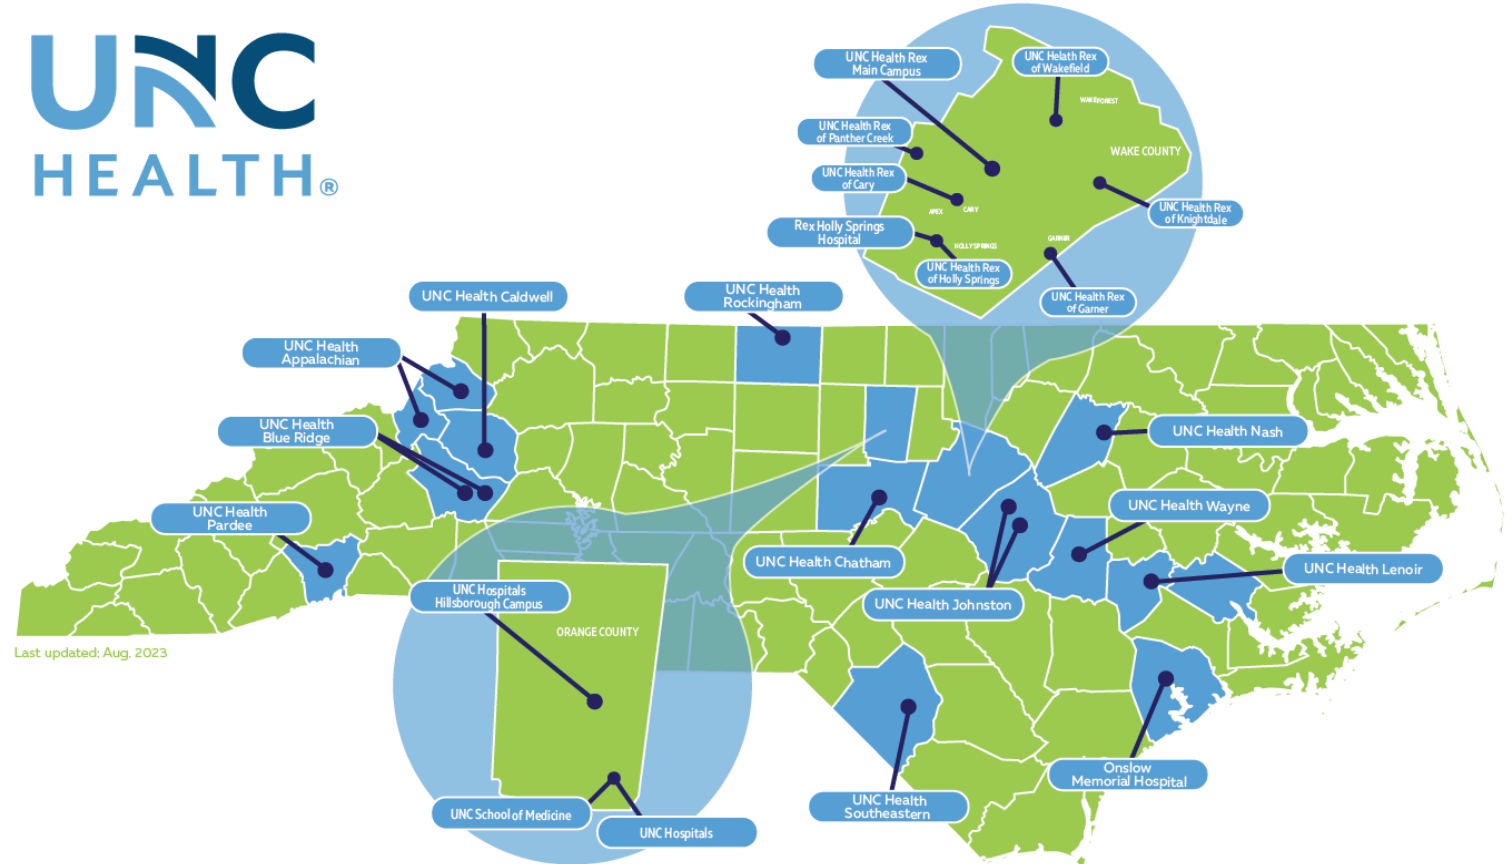 UNC
HEALTH®
UNC Health Rex
Main Campus
UNC Helath Rex
of Wakefield
WAKE FOREST
UNC Health Rex
of Panther Creek
WAKE COUNTY
UNC Health Rex
of Cary
APEX
CARY
UNC Health Rex
of Knightdale
Rex Holly Springs
Hospital
HOLLY SPRINGS
GARNER
UNC Health Rex
of Holly Springs
UNC Health Rex
of Garner
UNC Health Caldwell
UNC Health
Rockingham
UNC Health
Appalachian
UNC Health
Blue Ridge
UNC Health Nash
UNC Health
Pardee
UNC Health Wayne
UNC Health Chatham
UNC Health Lenoir
UNC Hospitals
Hillsborough Campus
UNC Health Johnston
ORANGE COUNTY
Last updated; Aug, 2023
Onslow
Memorial Hospital
UNC Health
Southeastern
UNC School of Medicine
UNC Hospitals